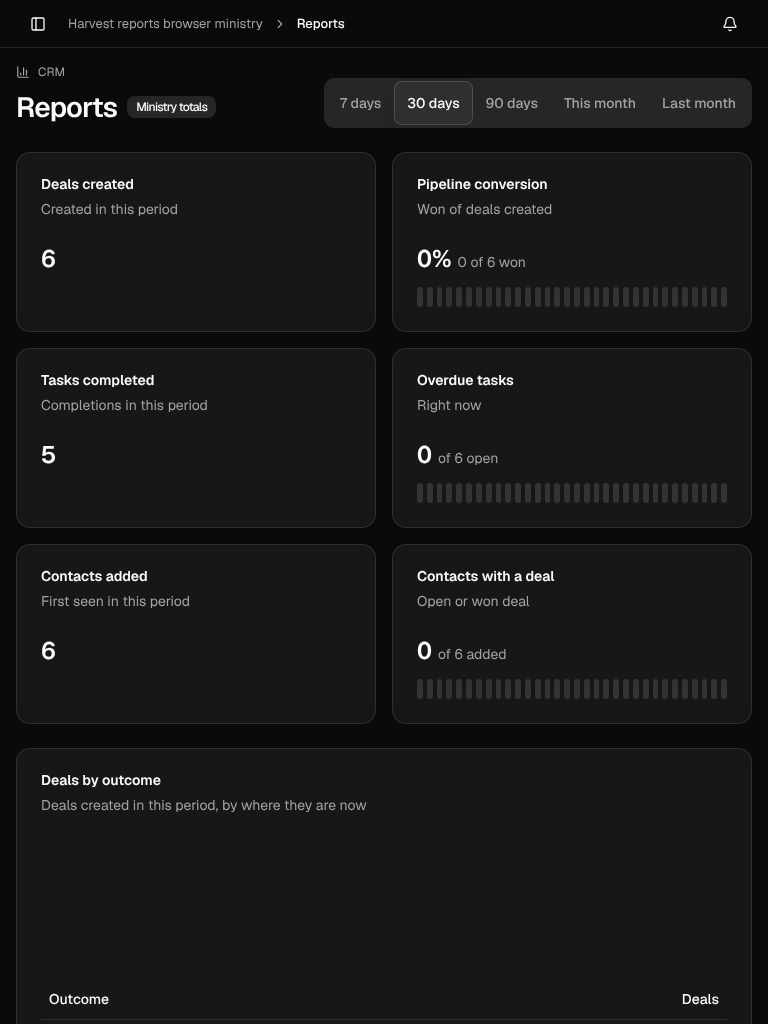 Harvest reports browser ministry > Reports
CRM
Reports Ministry totals
7 days 30 days 90 days This month Last month
Deals created
Created in this period
6
Pipeline conversion
Won of deals created
0% 0 of 6 won
Tasks completed
Completions in this period
5
Overdue tasks
Right now
0 of 6 open
Contacts added
First seen in this period
6
Contacts with a deal
Open or won deal
0 of 6 added
Deals by outcome
Deals created in this period, by where they are now
Outcome Deals